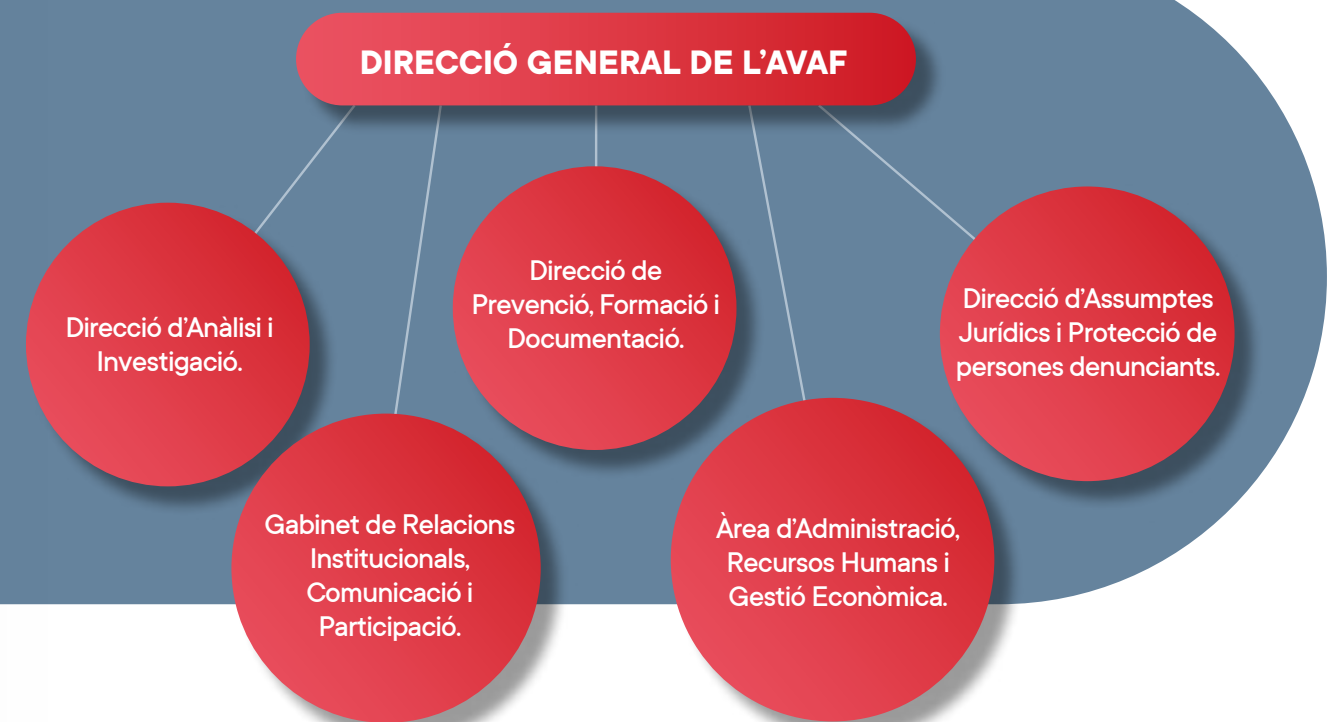 DIRECCIÓ GENERAL DE L’AVAF
Direcció d’Anàlisi i
Investigació.
Gabinet de Relacions
Institucionals,
Comunicació i
Participació.
Direcció de
Prevenció, Formació i
Documentació.
Àrea d’Administració,
Recursos Humans i
Gestió Econòmica.
Direcció d’Assumptes
Jurídics i Protecció de
persones denunciants.